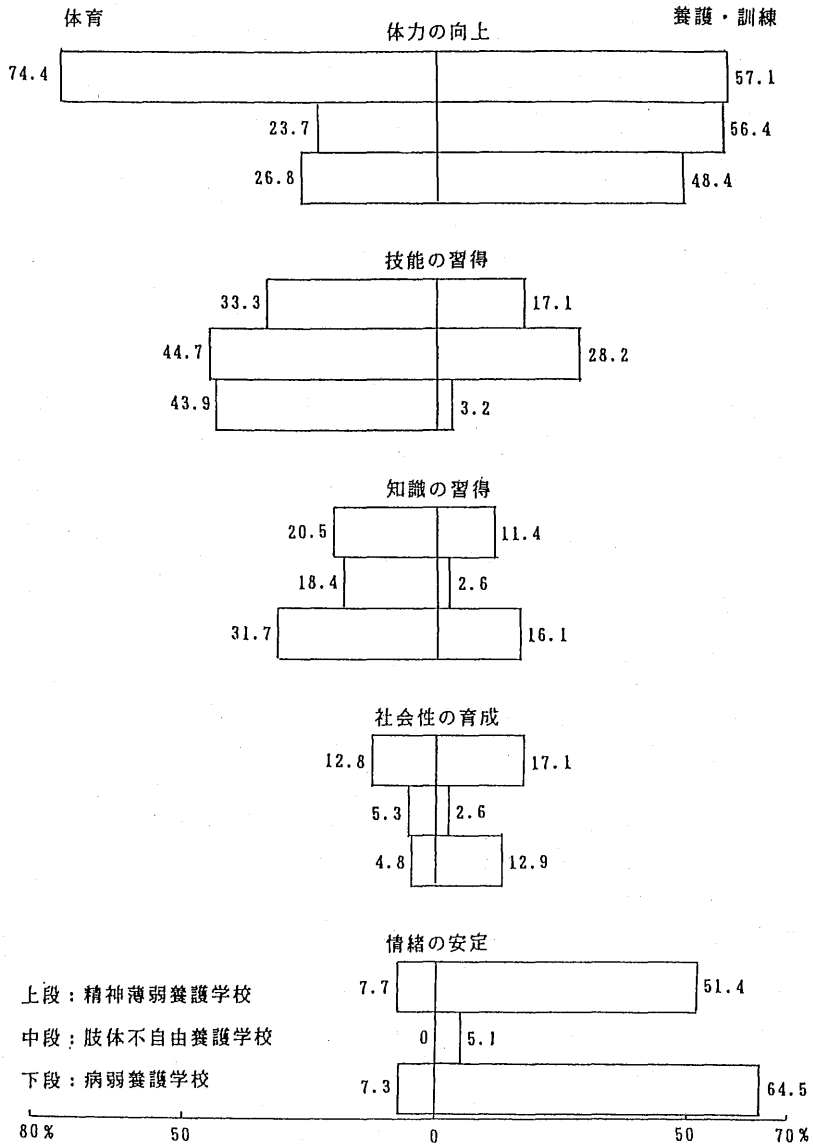 体育
養護・訓練
体力の向上
74.4
57.1
23.7
56.4
26.8
48.4
技能の習得
33.3
17.1
44.7
28.2
43.9
3.2
知識の習得
20.5
11.4
18.4
2.6
31.7
16.1
社会性の育成
12.8
17.1
5.3
2.6
4.8
12.9
情緒の安定
7.7
51.4
上段：精神薄弱養護学校
0
5.1
中段：肢体不自由養護学校
下段：病弱養護学校
7.3
64.5
80% 50 0 50 70%